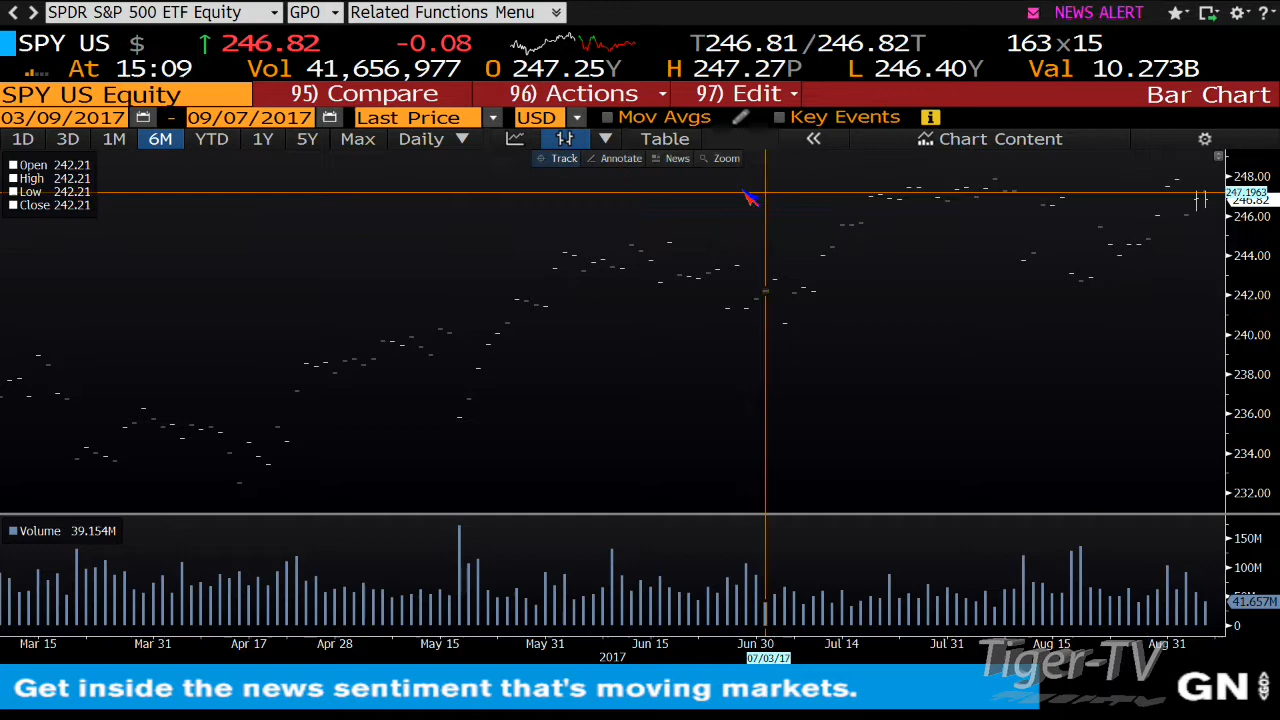 SPDR S&P 500 ETF Equity GPO Related Functions Menu NEWS ALERT ?
SPY US $ ↑ 246.82 -0.08 T246.81/246.82T 163x15
At 15:09 Vol 41,656,977 O 247.25Y H 247.27P L 246.40Y Val 10.273B
SPY US Equity 95) Compare 96) Actions 97) Edit Bar Chart
03/09/2017 - 09/07/2017 Last Price USD Mov Avgs Key Events i
1D 3D 1M 6M YTD 1Y 5Y Max Daily Table « Chart Content
Track Annotate News Zoom
Open 242.21
High 242.21
Low 242.21
Close 242.21
248.00
247.1963
246.82
246.00
244.00
242.00
240.00
238.00
236.00
234.00
232.00
Volume 39.154M
150M
100M
41.657M
0
Mar 15 Mar 31 Apr 17 Apr 28 May 15 May 31 Jun 15 Jun 30 Jul 14 Jul 31 Aug 15 Aug 31
2017 07/03/17
Tiger-TV
Get inside the news sentiment that's moving markets. GN GO